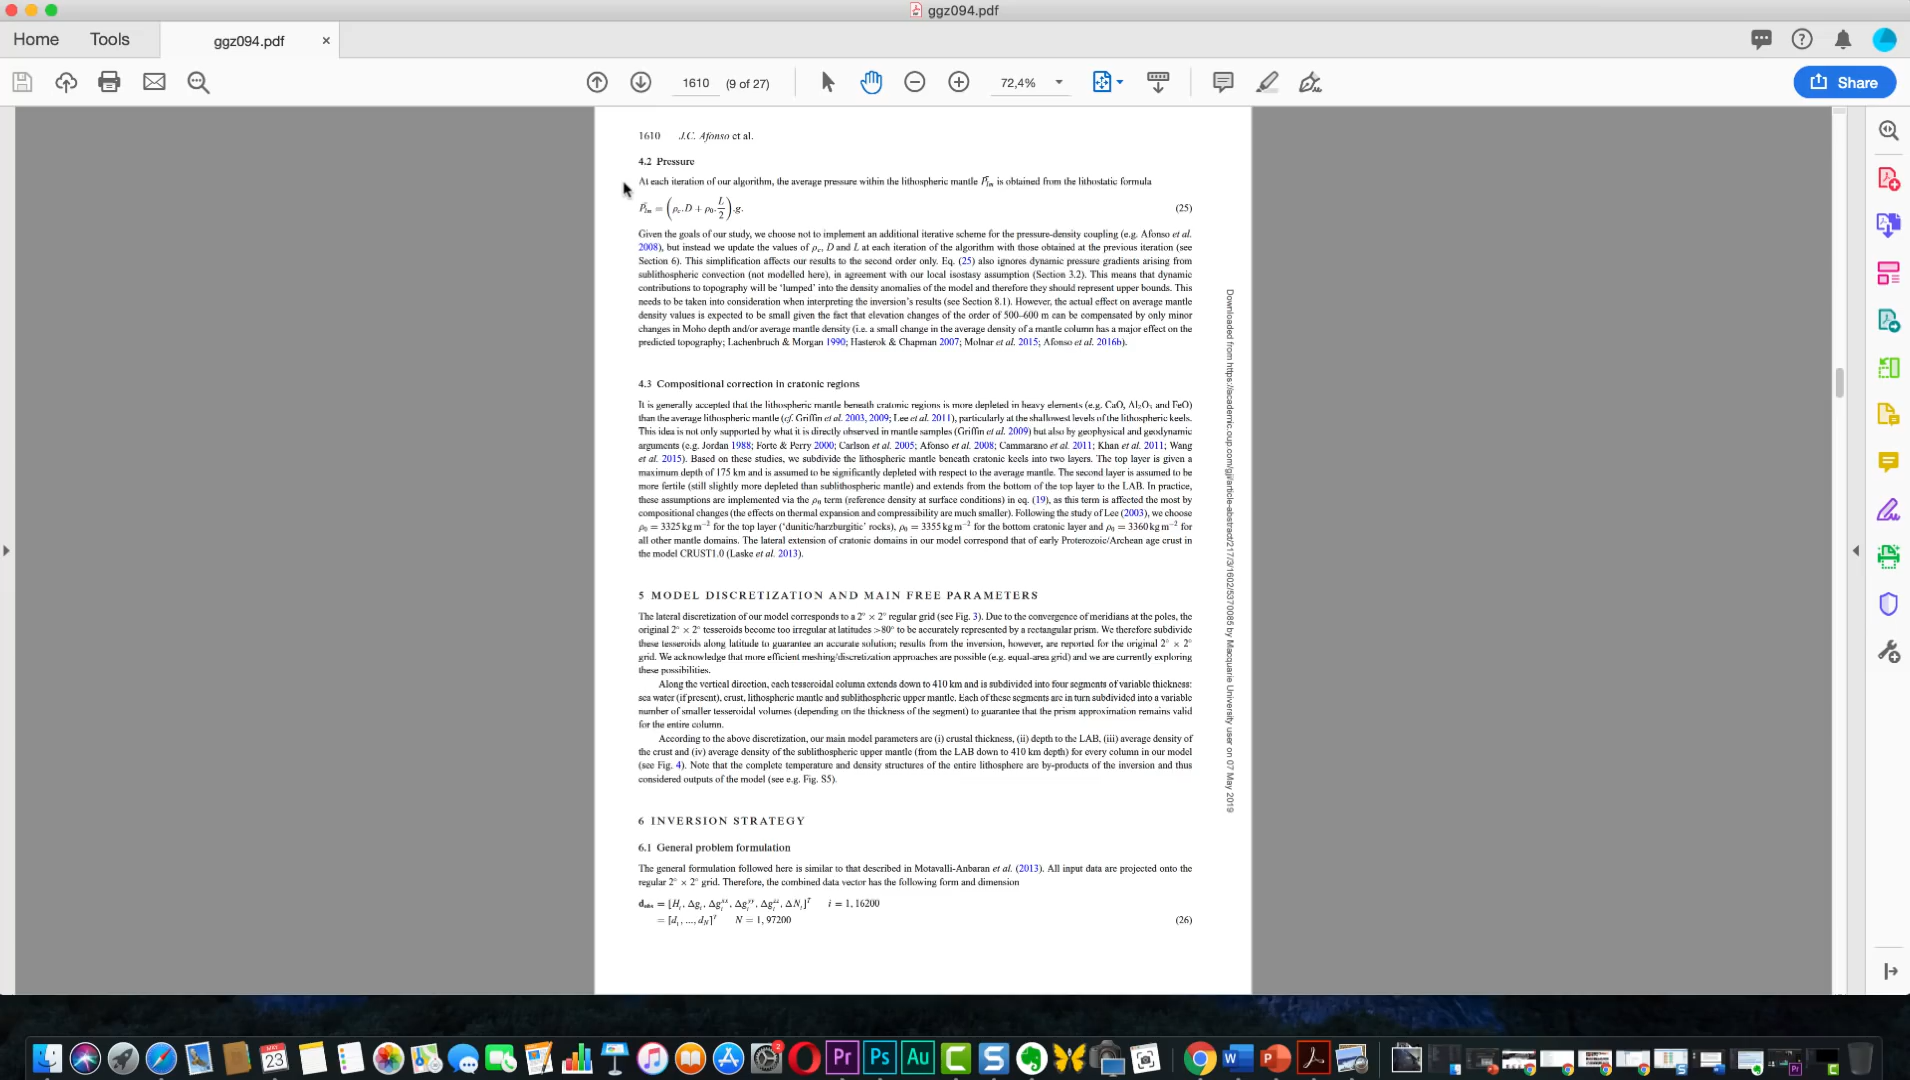 ggz094.pdf
Home Tools ggz094.pdf ×
1610 (9 of 27) 72,4% Share
1610 J.C. Afonso et al.
4.2 Pressure
At each iteration of our algorithm, the average pressure within the lithospheric mantle P̄lm is obtained from the lithostatic formula
P̄lm = (ρc.D + ρ0.L/2).g. (25)
Given the goals of our study, we choose not to implement an additional iterative scheme for the pressure-density coupling (e.g. Afonso et al.
2008), but instead we update the values of ρc, D and L at each iteration of the algorithm with those obtained at the previous iteration (see
Section 6). This simplification affects our results to the second order only. Eq. (25) also ignores dynamic pressure gradients arising from
sublithospheric convection (not modelled here), in agreement with our local isostasy assumption (Section 3.2). This means that dynamic
contributions to topography will be 'lumped' into the density anomalies of the model and therefore they should represent upper bounds. This
needs to be taken into consideration when interpreting the inversion's results (see Section 8.1). However, the actual effect on average mantle
density values is expected to be small given the fact that elevation changes of the order of 500–600 m can be compensated by only minor
changes in Moho depth and/or average mantle density (i.e. a small change in the average density of a mantle column has a major effect on the
predicted topography; Lachenbruch & Morgan 1990; Hasterok & Chapman 2007; Molnar et al. 2015; Afonso et al. 2016b).
4.3 Compositional correction in cratonic regions
It is generally accepted that the lithospheric mantle beneath cratonic regions is more depleted in heavy elements (e.g. CaO, Al₂O₃ and FeO)
than the average lithospheric mantle (cf. Griffin et al. 2003, 2009; Lee et al. 2011), particularly at the shallowest levels of the lithospheric keels.
This idea is not only supported by what it is directly observed in mantle samples (Griffin et al. 2009) but also by geophysical and geodynamic
arguments (e.g. Jordan 1988; Forte & Perry 2000; Carlson et al. 2005; Afonso et al. 2008; Cammarano et al. 2011; Khan et al. 2011; Wang
et al. 2015). Based on these studies, we subdivide the lithospheric mantle beneath cratonic keels into two layers. The top layer is given a
maximum depth of 175 km and is assumed to be significantly depleted with respect to the average mantle. The second layer is assumed to be
more fertile (still slightly more depleted than sublithospheric mantle) and extends from the bottom of the top layer to the LAB. In practice,
these assumptions are implemented via the ρ0 term (reference density at surface conditions) in eq. (19), as this term is affected the most by
compositional changes (the effects on thermal expansion and compressibility are much smaller). Following the study of Lee (2003), we choose
ρ0 = 3325 kg m⁻² for the top layer ('dunitic/harzburgitic' rocks), ρ0 = 3355 kg m⁻² for the bottom cratonic layer and ρ0 = 3360 kg m⁻² for
all other mantle domains. The lateral extension of cratonic domains in our model correspond that of early Proterozoic/Archean age crust in
the model CRUST1.0 (Laske et al. 2013).
5 MODEL DISCRETIZATION AND MAIN FREE PARAMETERS
The lateral discretization of our model corresponds to a 2° × 2° regular grid (see Fig. 3). Due to the convergence of meridians at the poles, the
original 2° × 2° tesseroids become too irregular at latitudes >80° to be accurately represented by a rectangular prism. We therefore subdivide
these tesseroids along latitude to guarantee an accurate solution; results from the inversion, however, are reported for the original 2° × 2°
grid. We acknowledge that more efficient meshing/discretization approaches are possible (e.g. equal-area grid) and we are currently exploring
these possibilities.
Along the vertical direction, each tesseroidal column extends down to 410 km and is subdivided into four segments of variable thickness:
sea water (if present), crust, lithospheric mantle and sublithospheric upper mantle. Each of these segments are in turn subdivided into a variable
number of smaller tesseroidal volumes (depending on the thickness of the segment) to guarantee that the prism approximation remains valid
for the entire column.
According to the above discretization, our main model parameters are (i) crustal thickness, (ii) depth to the LAB, (iii) average density of
the crust and (iv) average density of the sublithospheric upper mantle (from the LAB down to 410 km depth) for every column in our model
(see Fig. 4). Note that the complete temperature and density structures of the entire lithosphere are by-products of the inversion and thus
considered outputs of the model (see e.g. Fig. S5).
6 INVERSION STRATEGY
6.1 General problem formulation
The general formulation followed here is similar to that described in Motavalli-Anbaran et al. (2013). All input data are projected onto the
regular 2° × 2° grid. Therefore, the combined data vector has the following form and dimension
d_obs = [H_i, Δg_i, Δg_i^xx, Δg_i^yy, Δg_i^zz, ΔN_i]^T i = 1, 16200
= [d_i, ..., d_N]^T N = 1, 97200 (26)
Downloaded from https://academic.oup.com/gji/article-abstract/217/3/1602/5370085 by Macquarie University user on 07 May 2019
MAY 23 2 Pr Ps Au C S W P